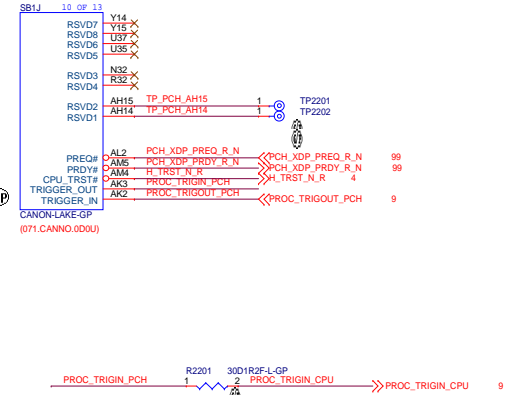 SB1J 10 OF 13
RSVD7 Y14
RSVD8 Y15
RSVD6 U37
RSVD5 U35
RSVD3 N32
RSVD4 R32
RSVD2 AH15 TP_PCH_AH15 1 TP2201
RSVD1 AH14 TP_PCH_AH14 1 TP2202
PREQ# AL2 PCH_XDP_PREQ_R_N PCH_XDP_PREQ_R_N 99
PRDY# AM5 PCH_XDP_PRDY_R_N PCH_XDP_PRDY_R_N 99
CPU_TRST# AM4 H_TRST_N_R H_TRST_N_R 4
TRIGGER_OUT AK3 PROC_TRIGIN_PCH
TRIGGER_IN AK2 PROC_TRIGOUT_PCH PROC_TRIGOUT_PCH 9
CANON-LAKE-GP
(071.CANNO.0D0U)
R2201 30D1R2F-L-GP
PROC_TRIGIN_PCH 1 2 PROC_TRIGIN_CPU PROC_TRIGIN_CPU 9